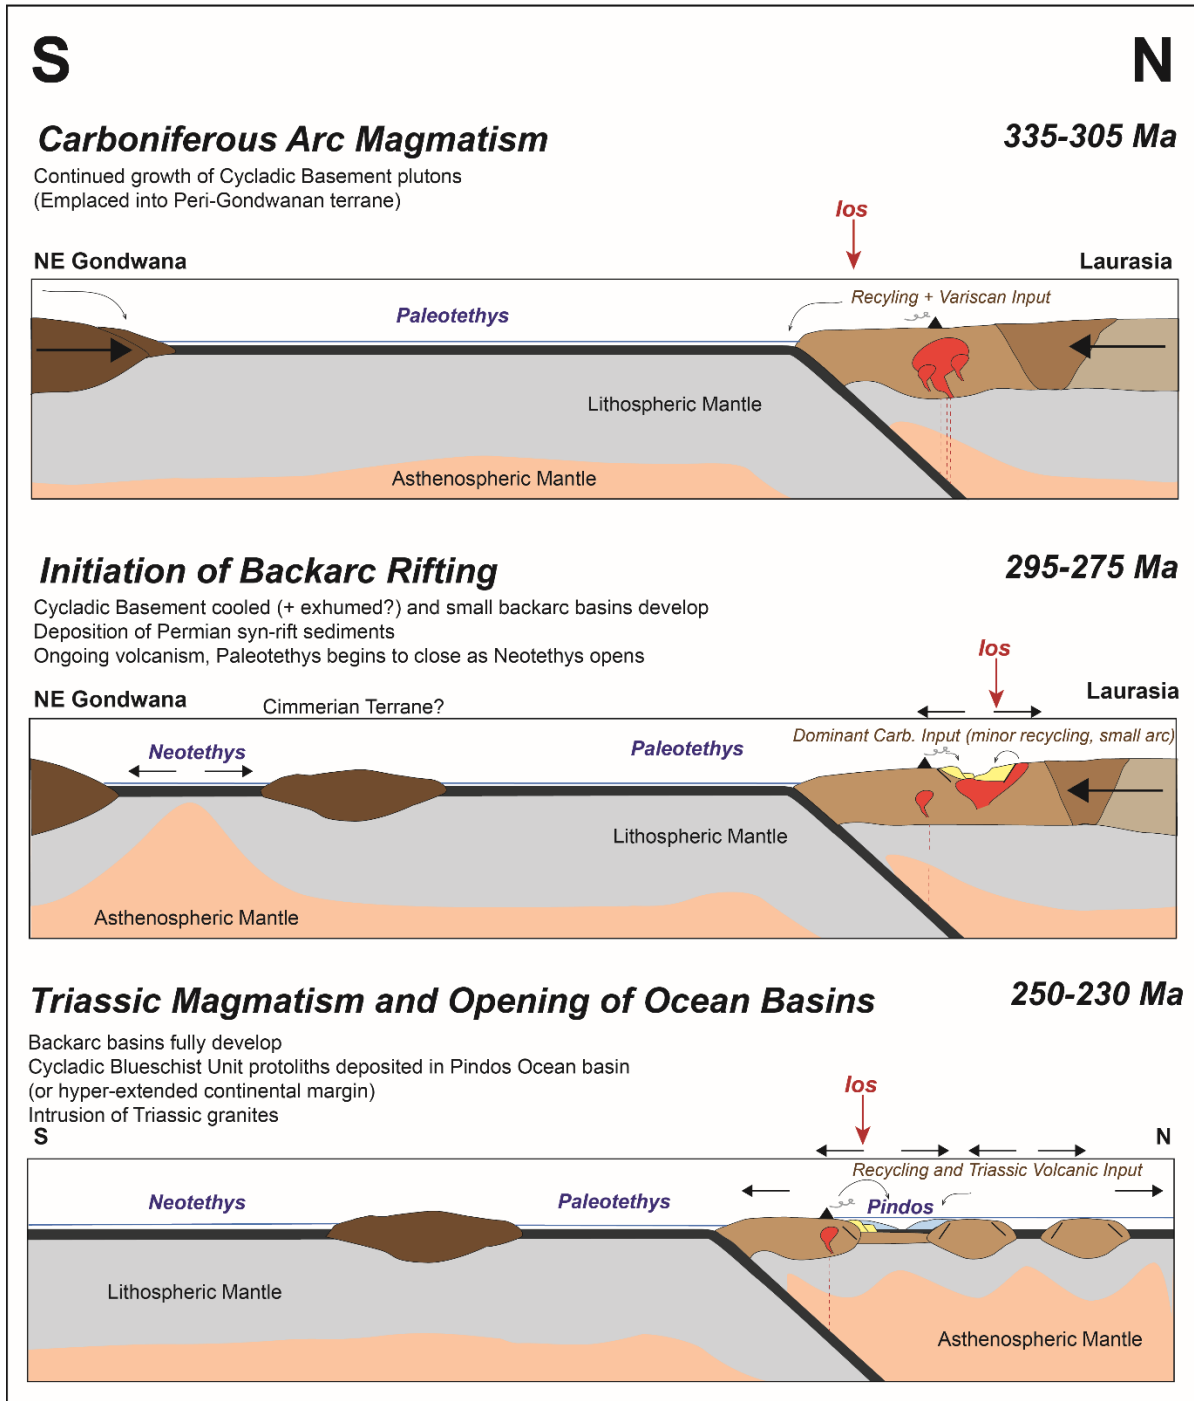 S
N
Carboniferous Arc Magmatism
335-305 Ma
Continued growth of Cycladic Basement plutons
(Emplaced into Peri-Gondwanan terrane)
Ios
NE Gondwana
Laurasia
Recyling + Variscan Input
Paleotethys
Lithospheric Mantle
Asthenospheric Mantle
Initiation of Backarc Rifting
295-275 Ma
Cycladic Basement cooled (+ exhumed?) and small backarc basins develop
Deposition of Permian syn-rift sediments
Ongoing volcanism, Paleotethys begins to close as Neotethys opens
Ios
NE Gondwana
Cimmerian Terrane?
Laurasia
Neotethys
Paleotethys
Dominant Carb. Input (minor recycling, small arc)
Lithospheric Mantle
Asthenospheric Mantle
Triassic Magmatism and Opening of Ocean Basins
250-230 Ma
Backarc basins fully develop
Cycladic Blueschist Unit protoliths deposited in Pindos Ocean basin
(or hyper-extended continental margin)
Intrusion of Triassic granites
Ios
S
N
Recycling and Triassic Volcanic Input
Neotethys
Paleotethys
Pindos
Lithospheric Mantle
Asthenospheric Mantle